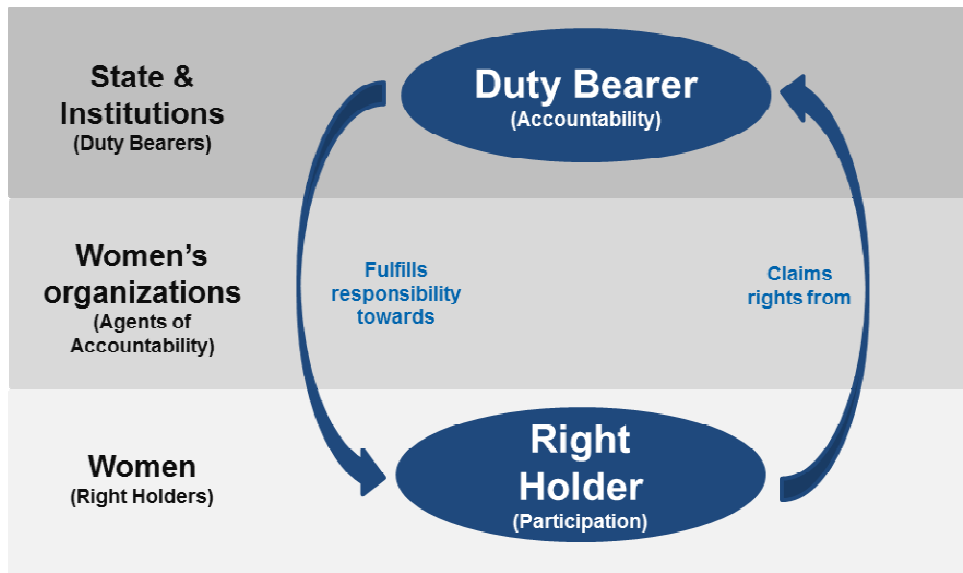 State &
Institutions
(Duty Bearers)
Duty Bearer
(Accountability)
Women's
organizations
(Agents of
Accountability)
Fulfills
responsibility
towards
Claims
rights from
Women
(Right Holders)
Right
Holder
(Participation)